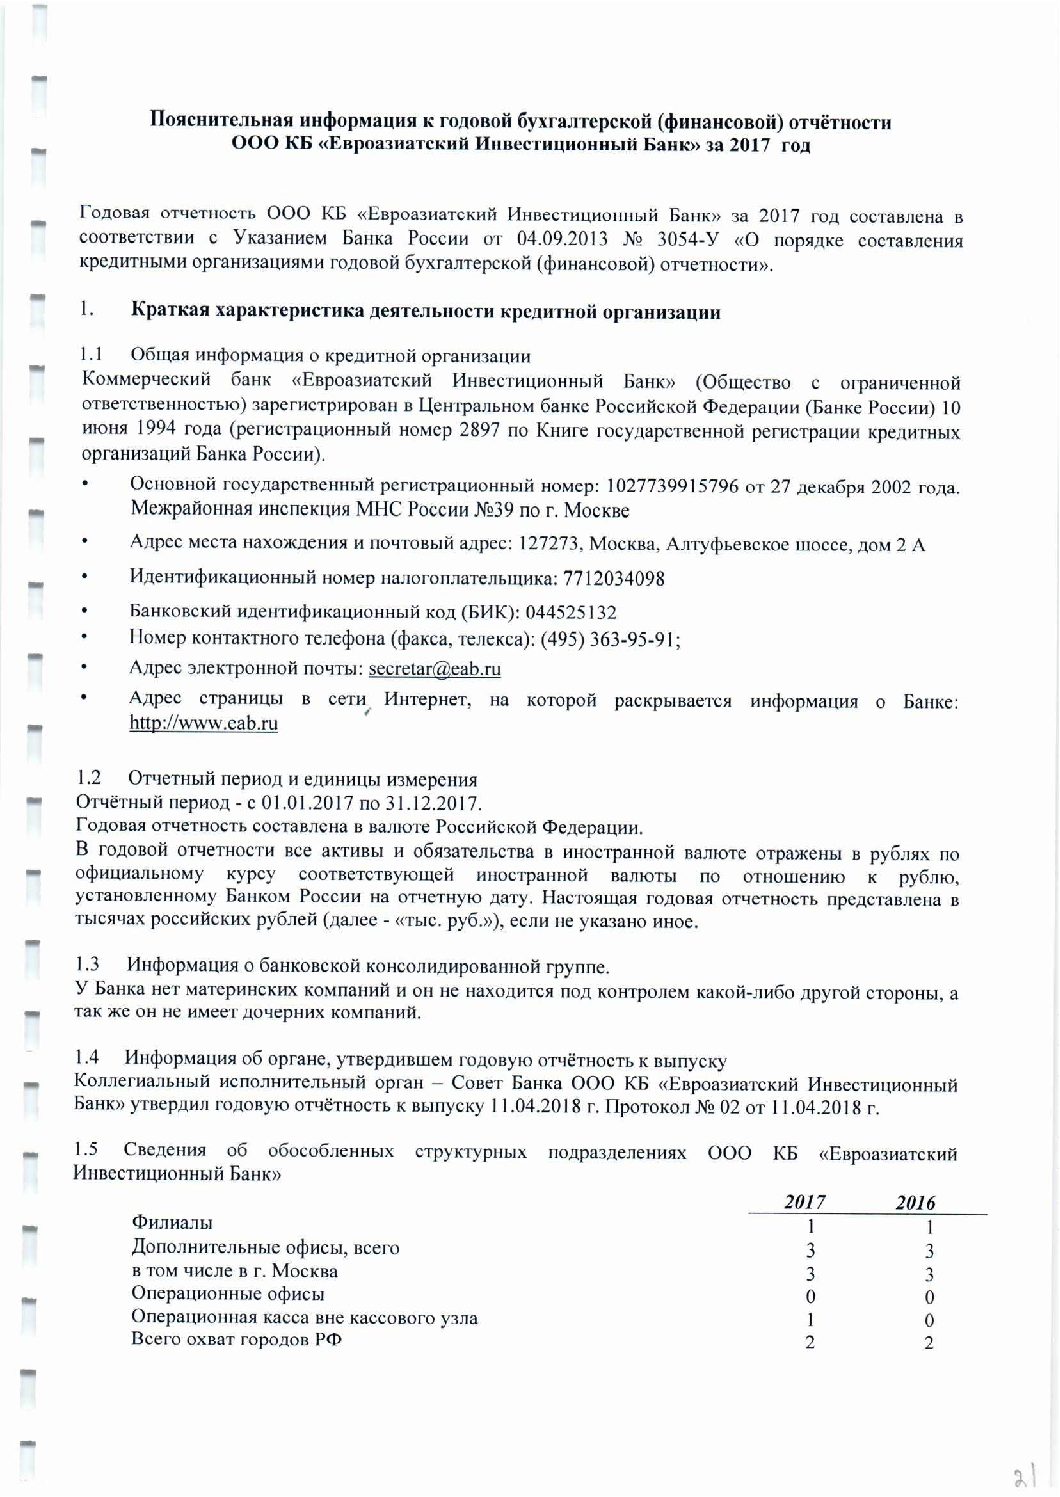 Пояснительная информация к годовой бухгалтерской (финансовой) отчётности
ООО КБ «Евроазиатский Инвестиционный Банк» за 2017 год
Годовая отчетность ООО КБ «Евроазиатский Инвестиционный Банк» за 2017 год составлена в
соответствии с Указанием Банка России от 04.09.2013 № 3054-У «О порядке составления
кредитными организациями годовой бухгалтерской (финансовой) отчетности».
1. Краткая характеристика деятельности кредитной организации
1.1 Общая информация о кредитной организации
Коммерческий банк «Евроазиатский Инвестиционный Банк» (Общество с ограниченной
ответственностью) зарегистрирован в Центральном банке Российской Федерации (Банке России) 10
июня 1994 года (регистрационный номер 2897 по Книге государственной регистрации кредитных
организаций Банка России).
• Основной государственный регистрационный номер: 1027739915796 от 27 декабря 2002 года.
Межрайонная инспекция МНС России №39 по г. Москве
• Адрес места нахождения и почтовый адрес: 127273, Москва, Алтуфьевское шоссе, дом 2 А
• Идентификационный номер налогоплательщика: 7712034098
• Банковский идентификационный код (БИК): 044525132
• Номер контактного телефона (факса, телекса): (495) 363-95-91;
• Адрес электронной почты: secretar@eab.ru
• Адрес страницы в сети Интернет, на которой раскрывается информация о Банке:
http://www.eab.ru
1.2 Отчетный период и единицы измерения
Отчётный период - с 01.01.2017 по 31.12.2017.
Годовая отчетность составлена в валюте Российской Федерации.
В годовой отчетности все активы и обязательства в иностранной валюте отражены в рублях по
официальному курсу соответствующей иностранной валюты по отношению к рублю,
установленному Банком России на отчетную дату. Настоящая годовая отчетность представлена в
тысячах российских рублей (далее - «тыс. руб.»), если не указано иное.
1.3 Информация о банковской консолидированной группе.
У Банка нет материнских компаний и он не находится под контролем какой-либо другой стороны, а
так же он не имеет дочерних компаний.
1.4 Информация об органе, утвердившем годовую отчётность к выпуску
Коллегиальный исполнительный орган – Совет Банка ООО КБ «Евроазиатский Инвестиционный
Банк» утвердил годовую отчётность к выпуску 11.04.2018 г. Протокол № 02 от 11.04.2018 г.
1.5 Сведения об обособленных структурных подразделениях ООО КБ «Евроазиатский
Инвестиционный Банк»
2017 2016
Филиалы 1 1
Дополнительные офисы, всего 3 3
в том числе в г. Москва 3 3
Операционные офисы 0 0
Операционная касса вне кассового узла 1 0
Всего охват городов РФ 2 2
21